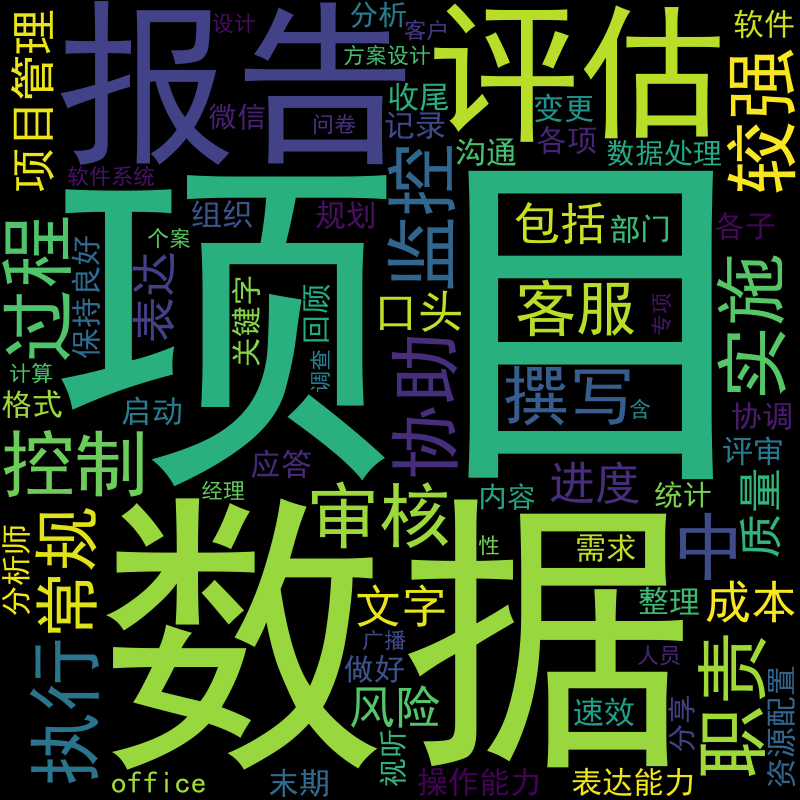 项目管理
报告
设计
分析
客户
方案设计
评估
软件
微信
问卷
收尾
记录
变更
各项
沟通
数据处理
较强
软件系统
项目
过程
保持良好
个案
表达
组织
规划
监控
包括
部门
各子
关键字
回顾
调查
口头
客服
专项
实施
计算
格式
启动
协助
撰写
含
协调
控制
应答
经理
审核
进度
内容
统计
评审
质量
数据
分析师
常规
性
需求
中
文字
整理
成本
执行
广播
做好
风险
视听
速效
人员
分享
职责
资源配置
office
末期
操作能力
表达能力